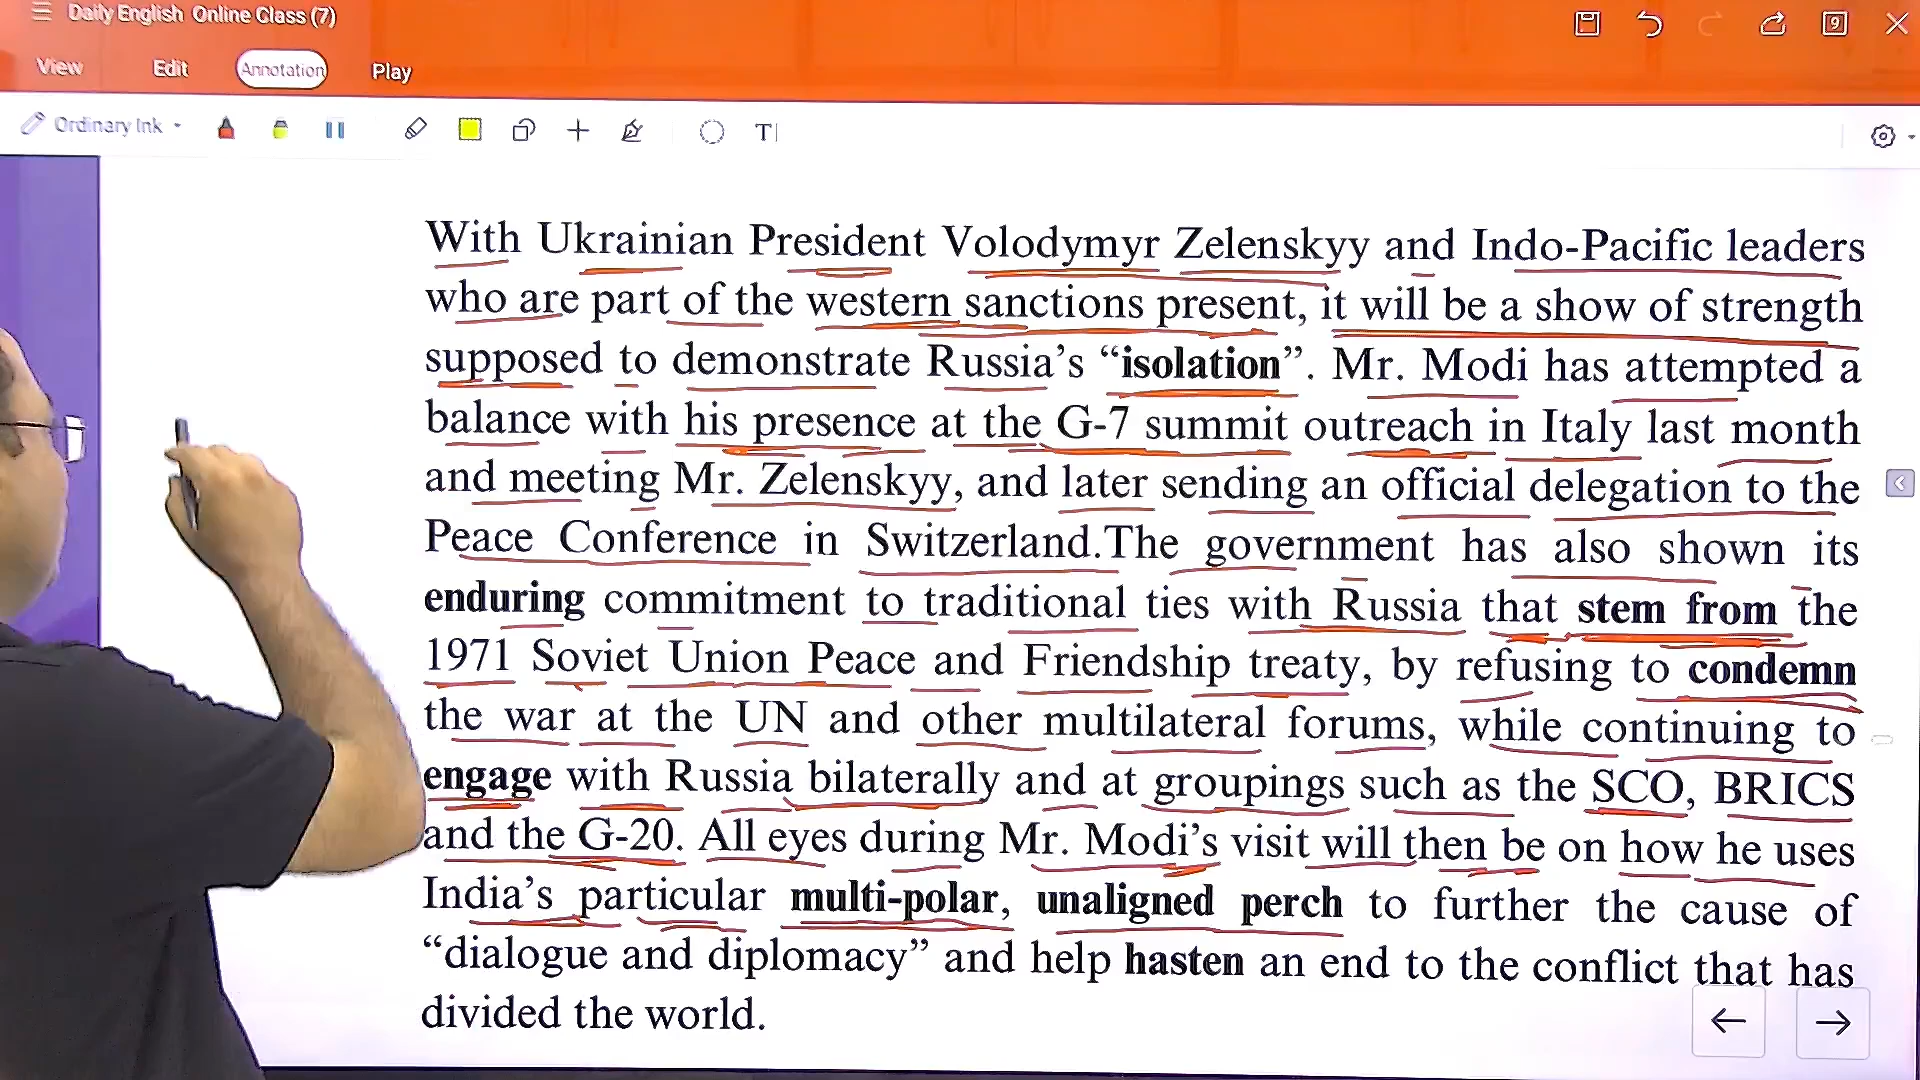 Daily English Online Class (7)
9
View Edit Annotation Play
Ordinary Ink
T
With Ukrainian President Volodymyr Zelenskyy and Indo-Pacific leaders
who are part of the western sanctions present, it will be a show of strength
supposed to demonstrate Russia's “isolation”. Mr. Modi has attempted a
balance with his presence at the G-7 summit outreach in Italy last month
and meeting Mr. Zelenskyy, and later sending an official delegation to the
Peace Conference in Switzerland.The government has also shown its
enduring commitment to traditional ties with Russia that stem from the
1971 Soviet Union Peace and Friendship treaty, by refusing to condemn
the war at the UN and other multilateral forums, while continuing to
engage with Russia bilaterally and at groupings such as the SCO, BRICS
and the G-20. All eyes during Mr. Modi’s visit will then be on how he uses
India’s particular multi-polar, unaligned perch to further the cause of
“dialogue and diplomacy” and help hasten an end to the conflict that has
divided the world.